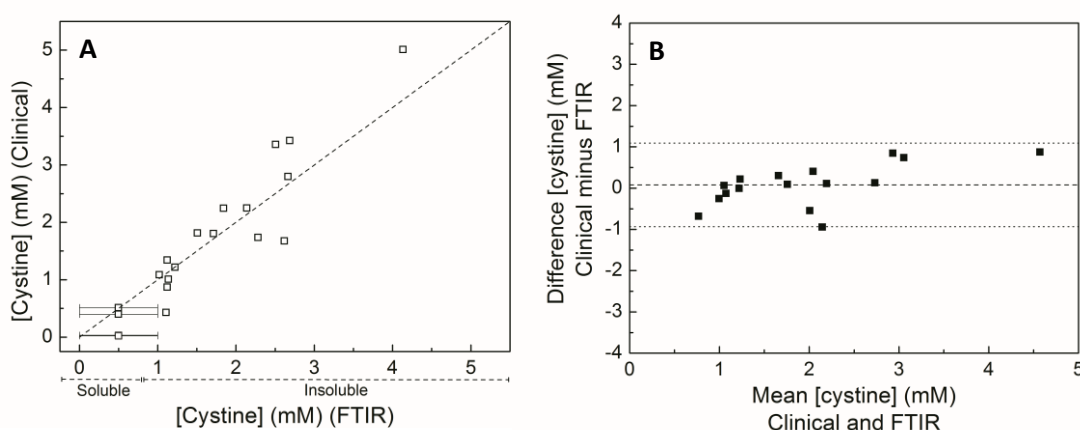 A
[Cystine] (mM) (Clinical)
5
4
3
2
1
0
0 1 2 3 4 5
Soluble Insoluble
[Cystine] (mM) (FTIR)
B
Difference [cystine] (mM)
Clinical minus FTIR
4
3
2
1
0
-1
-2
-3
-4
0 1 2 3 4 5
Mean [cystine] (mM)
Clinical and FTIR